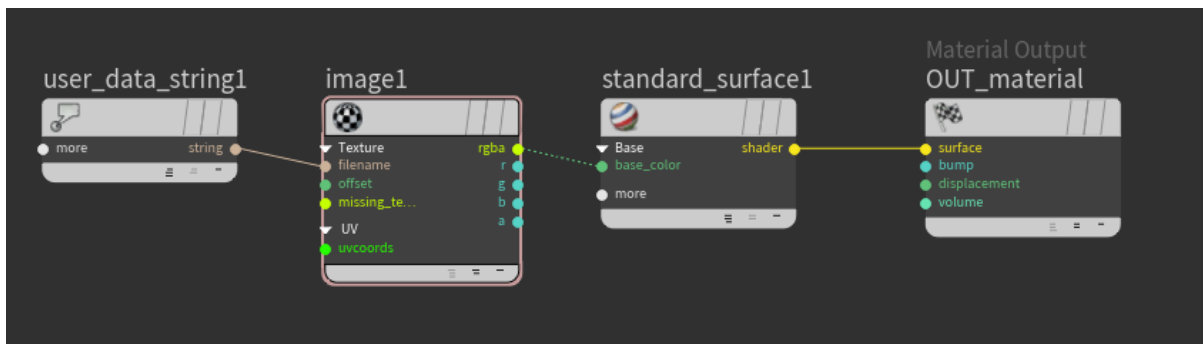 Material Output
user_data_string1
image1
standard_surface1
OUT_material
more
string
Texture
rgba
filename
r
offset
g
missing_te...
b
UV
a
uvcoords
Base
shader
base_color
more
surface
bump
displacement
volume